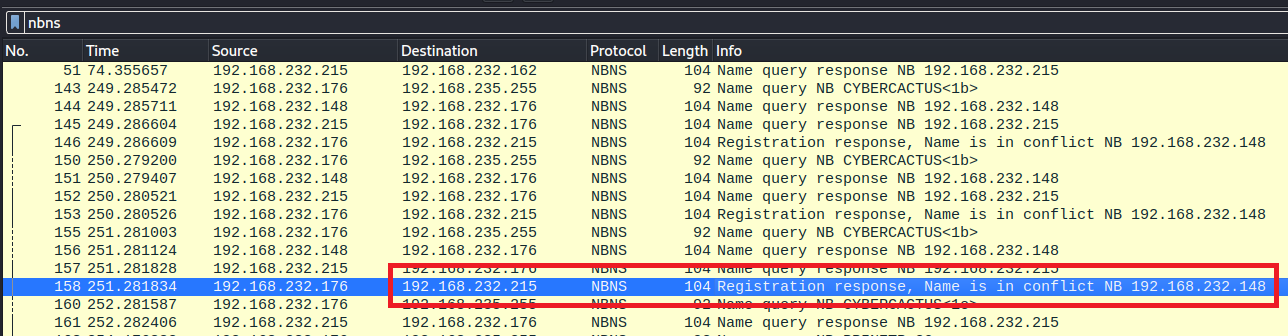 nbns
No. Time Source Destination Protocol Length Info
51 74.355657 192.168.232.215 192.168.232.162 NBNS 104 Name query response NB 192.168.232.215
143 249.285472 192.168.232.176 192.168.235.255 NBNS 92 Name query NB CYBERCACTUS<1b>
144 249.285711 192.168.232.148 192.168.232.176 NBNS 104 Name query response NB 192.168.232.148
145 249.286604 192.168.232.215 192.168.232.176 NBNS 104 Name query response NB 192.168.232.215
146 249.286609 192.168.232.176 192.168.232.215 NBNS 104 Registration response, Name is in conflict NB 192.168.232.148
150 250.279200 192.168.232.176 192.168.235.255 NBNS 92 Name query NB CYBERCACTUS<1b>
151 250.279407 192.168.232.148 192.168.232.176 NBNS 104 Name query response NB 192.168.232.148
152 250.280521 192.168.232.215 192.168.232.176 NBNS 104 Name query response NB 192.168.232.215
153 250.280526 192.168.232.176 192.168.232.215 NBNS 104 Registration response, Name is in conflict NB 192.168.232.148
155 251.281003 192.168.232.176 192.168.235.255 NBNS 92 Name query NB CYBERCACTUS<1b>
156 251.281124 192.168.232.148 192.168.232.176 NBNS 104 Name query response NB 192.168.232.148
157 251.281828 192.168.232.215 192.168.232.176 NBNS 104 Name query response NB 192.168.232.215
158 251.281834 192.168.232.176 192.168.232.215 NBNS 104 Registration response, Name is in conflict NB 192.168.232.148
160 252.281587 192.168.232.176 192.168.235.255 NBNS 92 Name query NB
161 252.282406 192.168.232.215 192.168.232.176 NBNS 104 Name query response NB 192.168.232.215